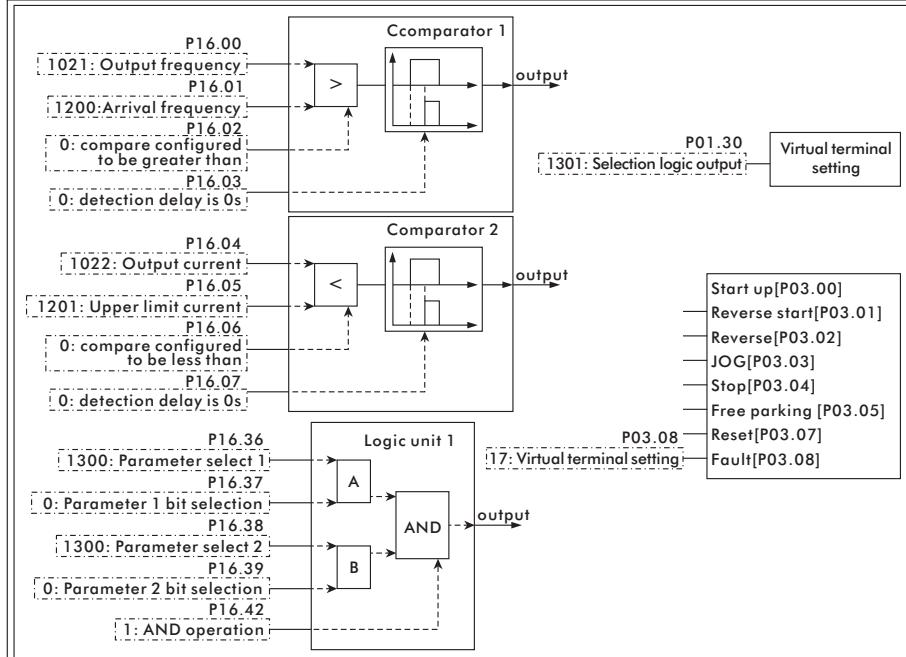 Ccomparator 1
P16.00
1021: Output frequency
P16.01
1200:Arrival frequency
P16.02
0: compare configured
to be greater than
P16.03
0: detection delay is 0s
>
output
P01.30
1301: Selection logic output
Virtual terminal
setting
Comparator 2
P16.04
1022: Output current
P16.05
1201: Upper limit current
P16.06
0: compare configured
to be less than
P16.07
0: detection delay is 0s
<
output
Start up[P03.00]
Reverse start[P03.01]
Reverse[P03.02]
JOG[P03.03]
Stop[P03.04]
Free parking [P03.05]
Reset[P03.07]
Fault[P03.08]
P03.08
17: Virtual terminal setting
Logic unit 1
P16.36
1300: Parameter select 1
P16.37
0: Parameter 1 bit selection
P16.38
1300: Parameter select 2
P16.39
0: Parameter 2 bit selection
P16.42
1: AND operation
A
B
AND
output